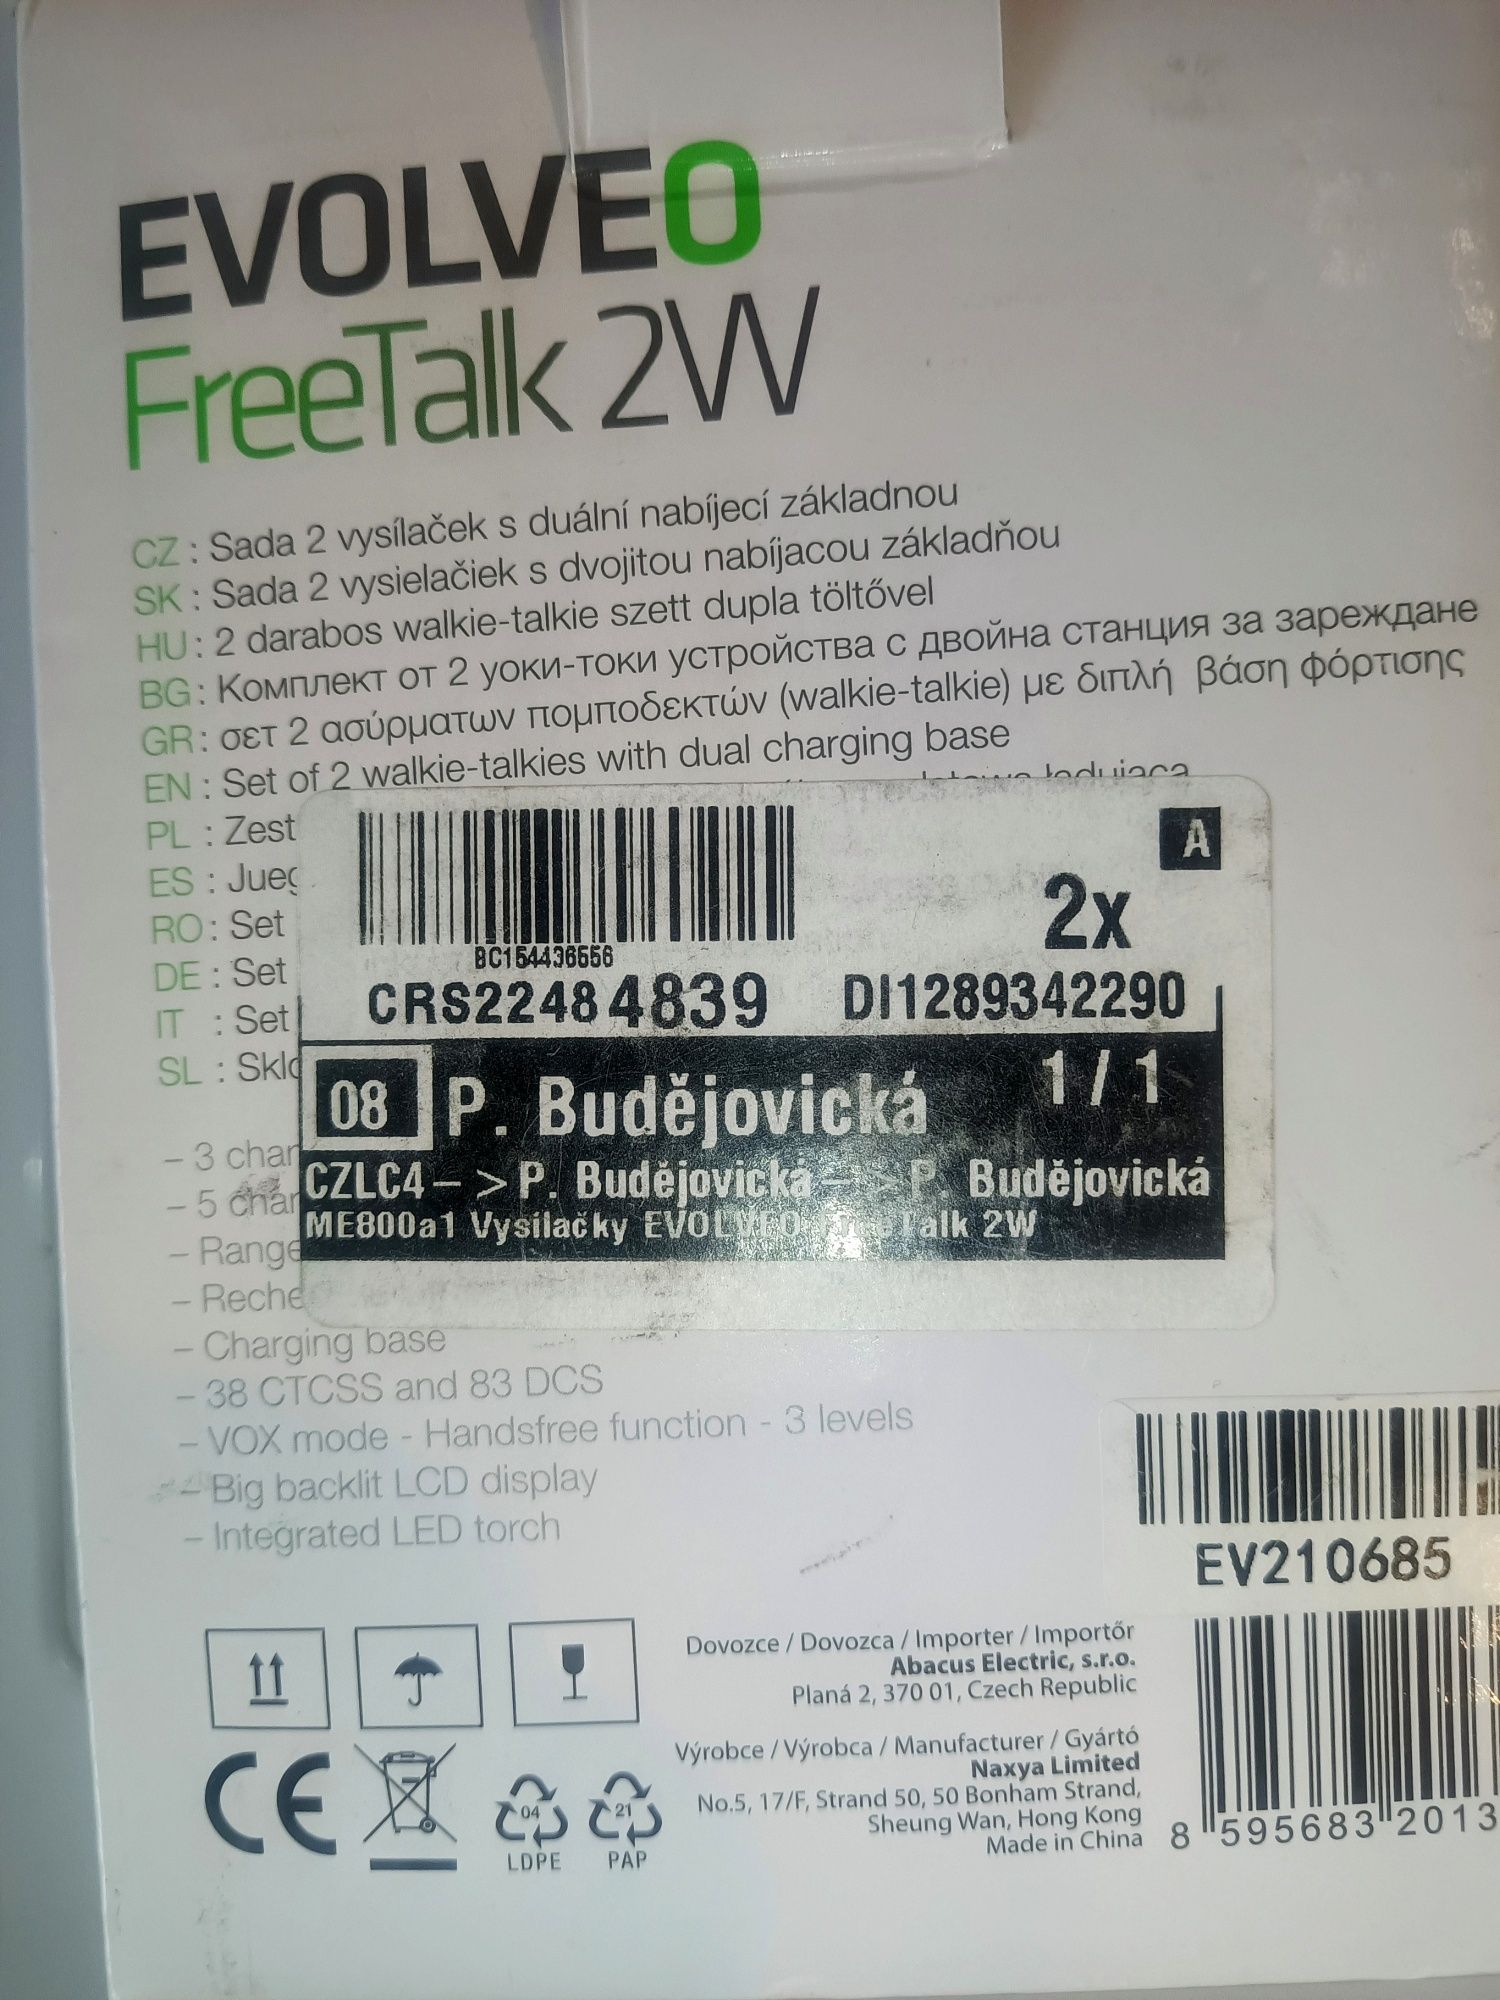 EVOLVEO
FreeTalk 2W
CZ : Sada 2 vysílaček s duální nabíjecí základnou
SK : Sada 2 vysielačiek s dvojitou nabíjacou základňou
HU : 2 darabos walkie-talkie szett dupla töltővel
BG : Комплект от 2 уоки-токи устройства с двойна станция за зареждане
GR : σετ 2 ασύρματων πομποδεκτών (walkie-talkie) με διπλή βάση φόρτισης
EN : Set of 2 walkie-talkies with dual charging base
PL : Zest
ES : Jueg
RO : Set
DE : Set
IT : Set
SL : Sklo
A
2x
BC154436556
CRS22484839 DI1289342290
08 P. Budějovická 1/1
CZLC4-> P. Budějovická -> P. Budějovická
ME800a1 Vysílačky EVOLVEO FreeTalk 2W
– 3 char
– 5 char
– Range
– Reche
– Charging base
– 38 CTCSS and 83 DCS
– VOX mode - Handsfree function - 3 levels
– Big backlit LCD display
– Integrated LED torch
EV210685
Dovozce / Dovozca / Importer / Importőr
Abacus Electric, s.r.o.
Planá 2, 370 01, Czech Republic
Výrobce / Výrobca / Manufacturer / Gyártó
Naxya Limited
No.5, 17/F, Strand 50, 50 Bonham Strand,
Sheung Wan, Hong Kong
Made in China
CE
04
LDPE
21
PAP
8 595683 2013